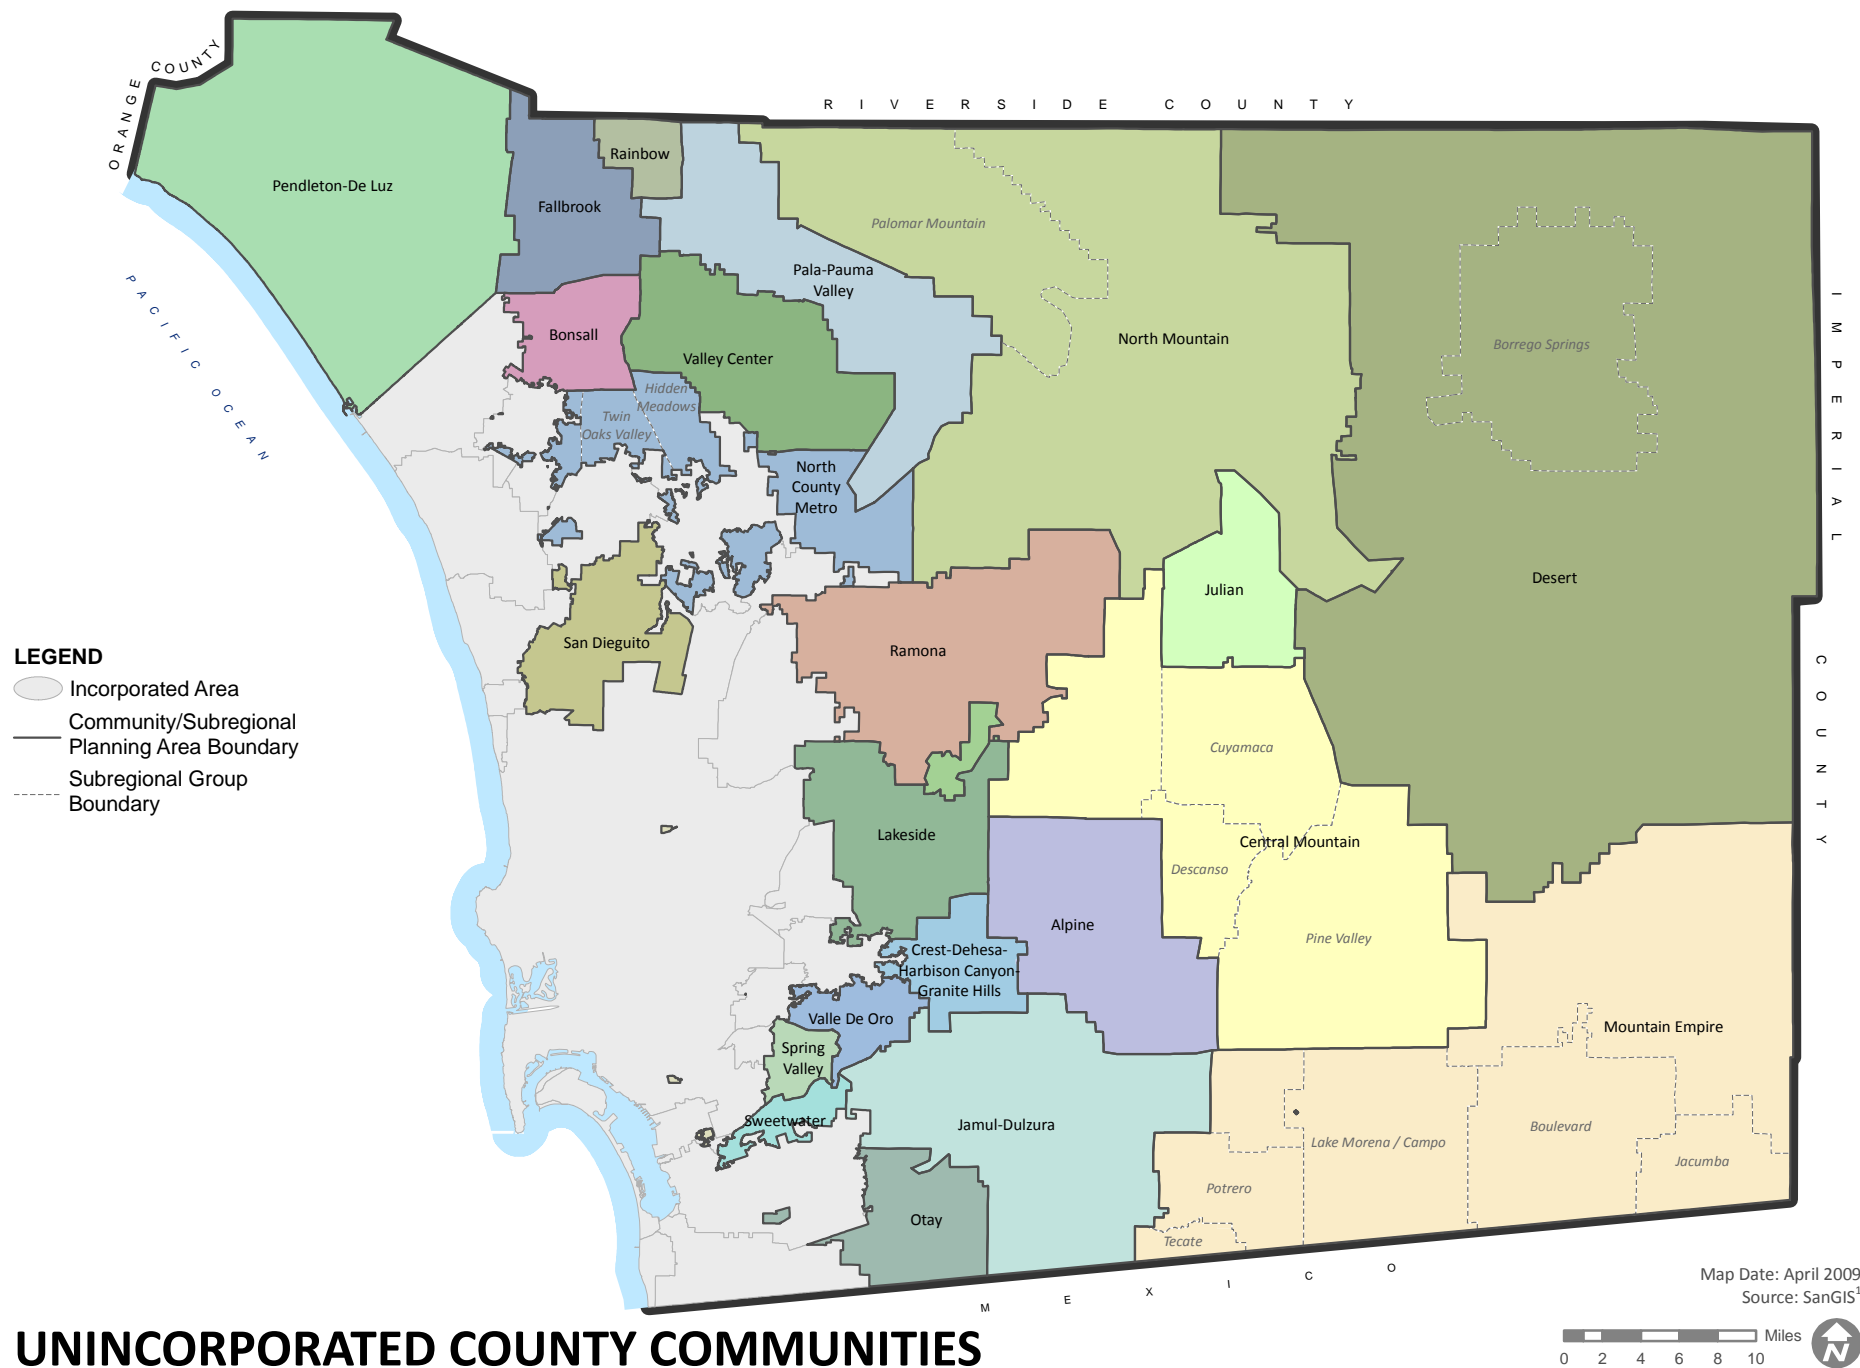 ORANGE COUNTY
RIVERSIDE COUNTY
Rainbow
Pendleton-De Luz
Fallbrook
Palomar Mountain
Pala-Pauma
Valley
PACIFIC OCEAN
IMPERIAL COUNTY
Bonsall
North Mountain
Borrego Springs
Valley Center
Hidden
Meadows
Twin
Oaks Valley
North
County
Metro
Desert
Julian
San Dieguito
Ramona
LEGEND
Incorporated Area
Community/Subregional
Planning Area Boundary
Subregional Group
Boundary
Cuyamaca
Lakeside
Central Mountain
Descanso
Alpine
Pine Valley
Crest-Dehesa-
Harbison Canyon-
Granite Hills
Valle De Oro
Mountain Empire
Spring
Valley
Sweetwater
Jamul-Dulzura
Boulevard
Lake Morena / Campo
Jacumba
Potrero
Otay
Tecate
MEXICO
Map Date: April 2009
Source: SanGIS1
UNINCORPORATED COUNTY COMMUNITIES
Miles
0 2 4 6 8 10
N